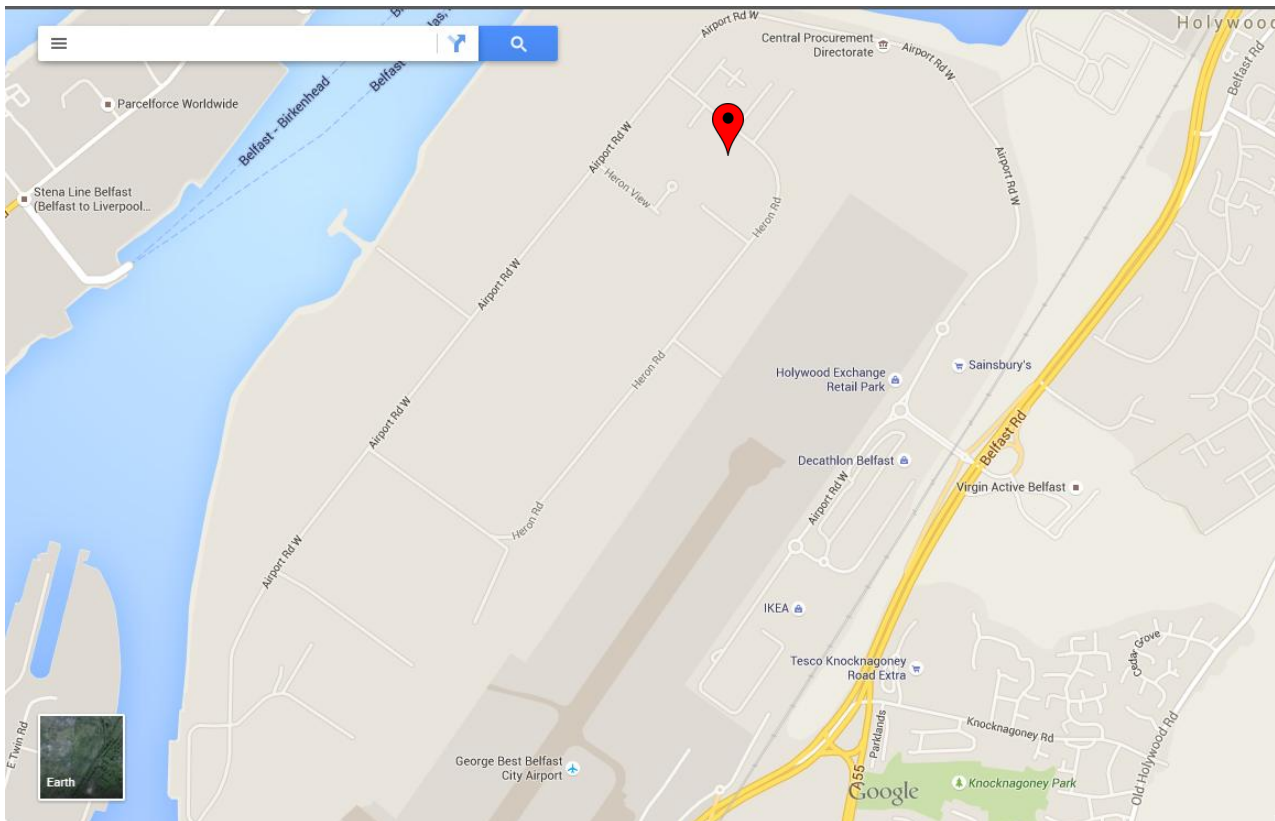 Airport Rd W
Holywood
Central Procurement
Directorate
Airport Rd W
Belfast Rd
Parcelforce Worldwide
Belfast - Birkenhead
Belfast
Airport Rd W
Airport Rd W
Heron View
Stena Line Belfast
(Belfast to Liverpool...
Heron Rd
Airport Rd W
Heron Rd
Holywood Exchange
Retail Park
Sainsbury's
Airport Rd W
Belfast Rd
Decathlon Belfast
Virgin Active Belfast
Airport Rd W
Heron Rd
Airport Rd W
IKEA
Cedar Grove
Tesco Knocknagoney
Road Extra
Knocknagoney Rd
Parklands
Old Holywood Rd
E Twin Rd
George Best Belfast
City Airport
A55
Knocknagoney Park
Earth
Google